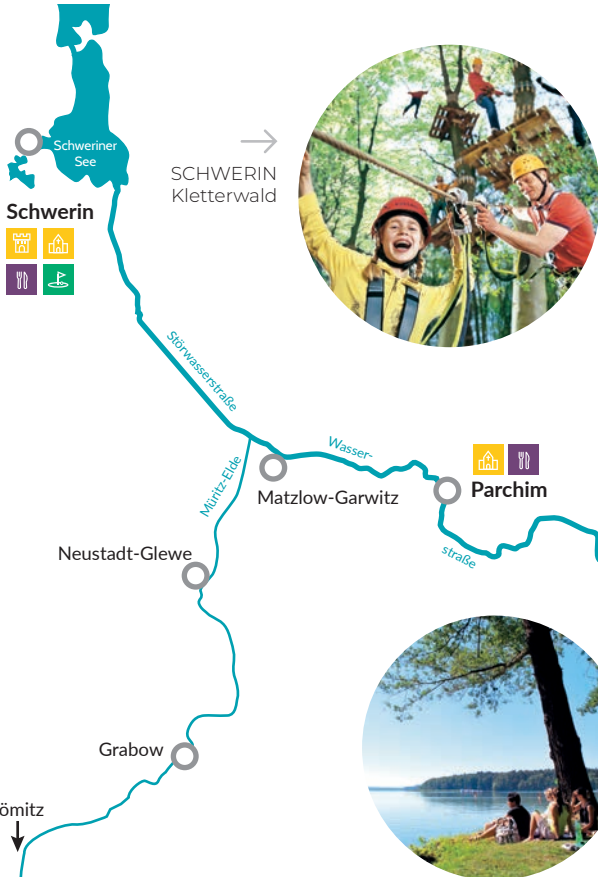 Schweriner
See
SCHWERIN
Kletterwald
Schwerin
Störwasserstraße
Wasser-
Müritz-Elde
Matzlow-Garwitz
Parchim
straße
Neustadt-Glewe
Grabow
ömitz